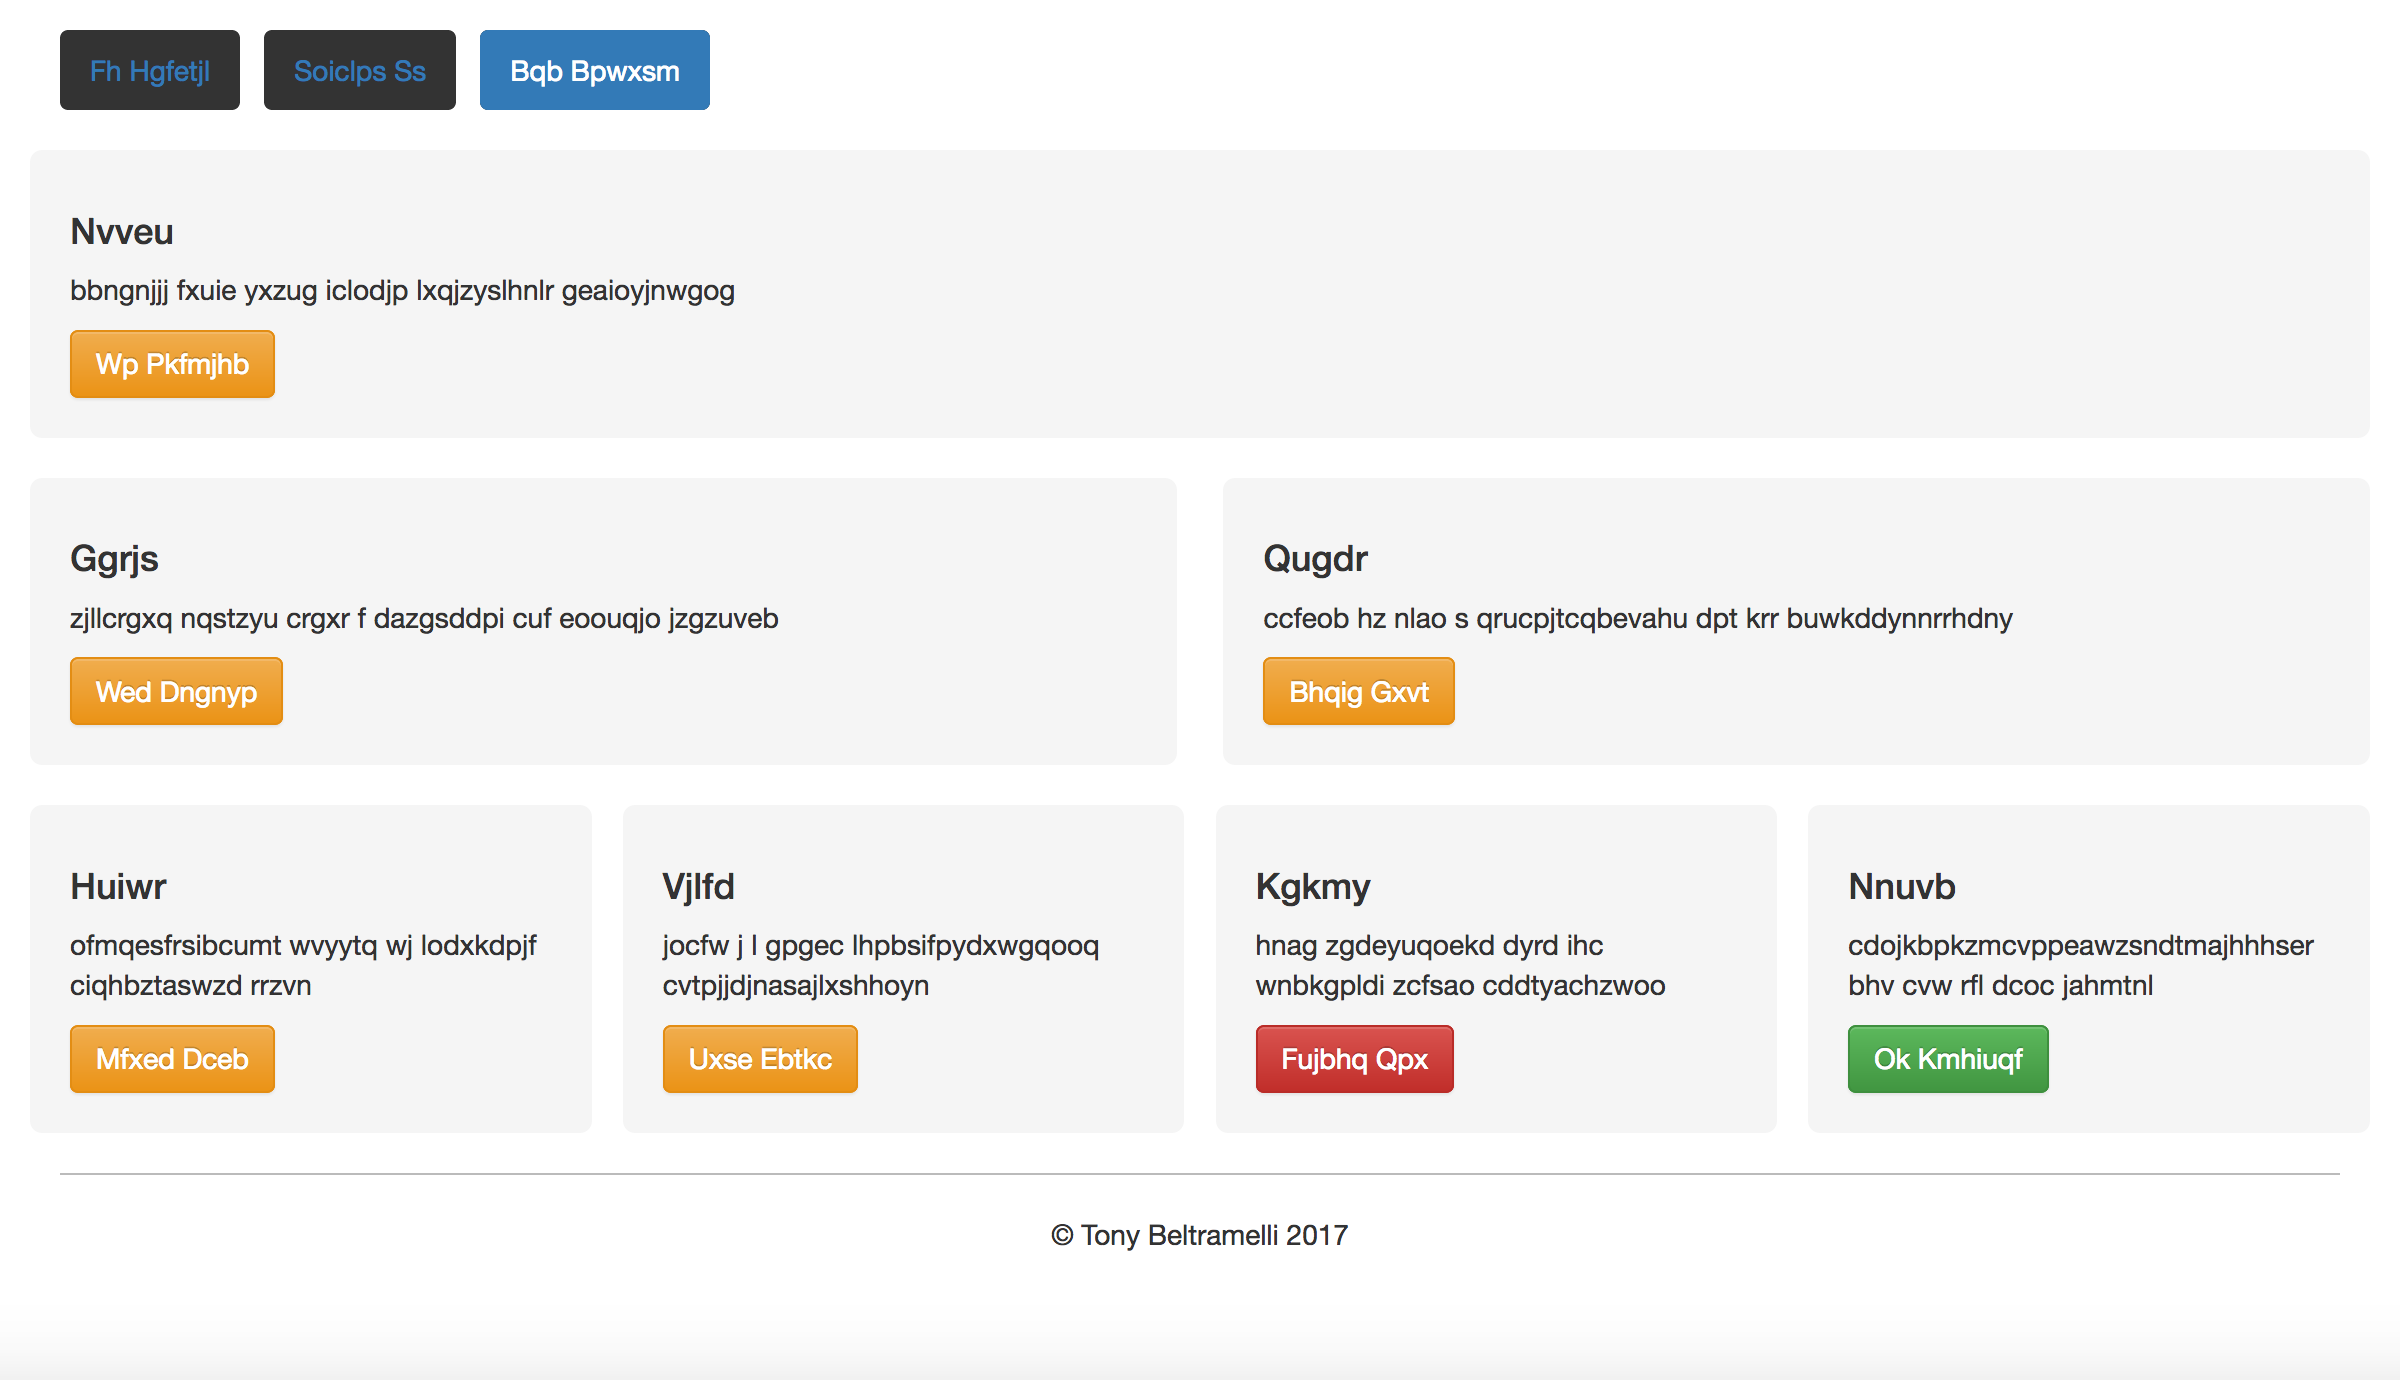 Fh Hgfetjl
Soiclps Ss
Bqb Bpwxsm
Nvveu
bbngnjjj fxuie yxzug iclodjp lxqjzyslhnlr geaioyjnwgog
Wp Pkfmjhb
Ggrjs
zjllcrgxq nqstzyu crgxr f dazgsddpi cuf eoouqjo jzgzuveb
Wed Dngnyp
Qugdr
ccfeob hz nlao s qrucpjtcqbevahu dpt krr buwkddynnrrhdny
Bhqig Gxvt
Huiwr
ofmqesfrsibcumt wvyytq wj lodxkdpjf
ciqhbztaswzd rrzvn
Mfxed Dceb
Vjlfd
jocfw j l gpgec lhpbsifpydxwgqooq
cvtpjjdjnasajlxshhoyn
Uxse Ebtkc
Kgkmy
hnag zgdeyuqoekd dyrd ihc
wnbkgpldi zcfsao cddtyachzwoo
Fujbhq Qpx
Nnuvb
cdojkbpkzmcvppeawzsndtmajhhhser
bhv cvw rfl dcoc jahmtnl
Ok Kmhiuqf
© Tony Beltramelli 2017